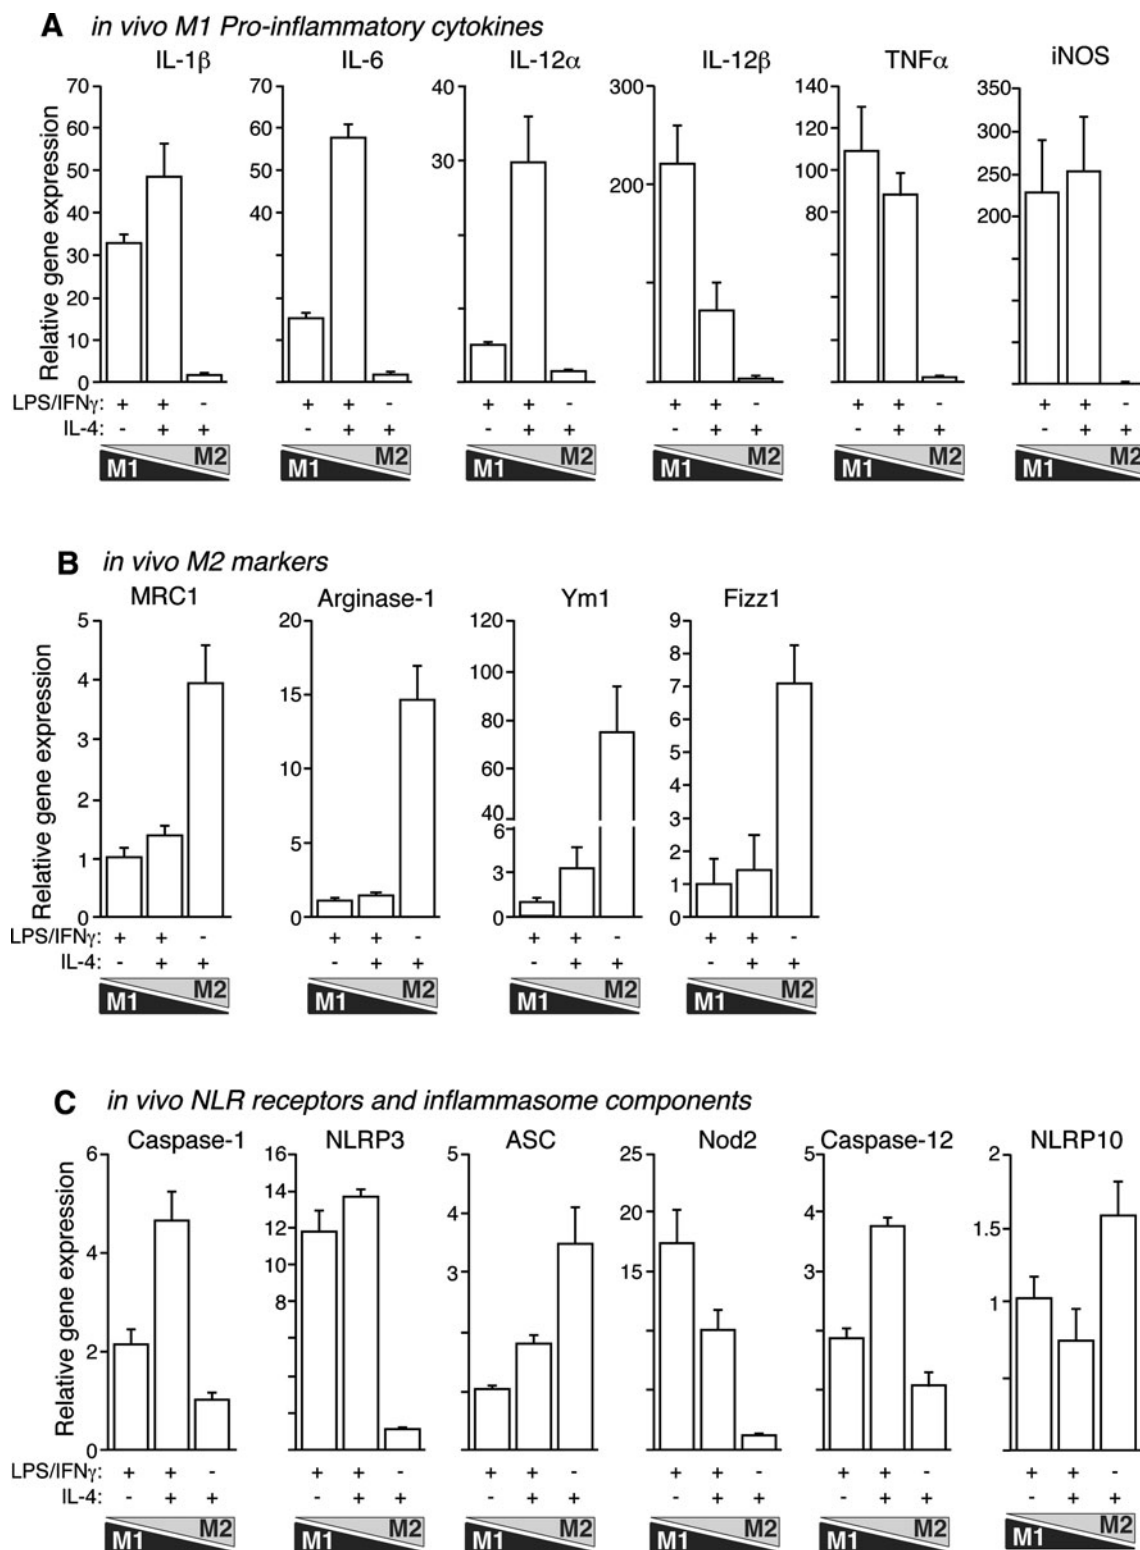 A in vivo M1 Pro-inflammatory cytokines
IL-1β IL-6 IL-12α IL-12β TNFα iNOS
Relative gene expression
70 60 50 40 30 20 10 0
70 60 50 40
40 30
300 200
140 120 100 80
350 300 250 200
LPS/IFNγ: + + - + + - + + - + + - + + - + + -
IL-4: - + + - + + - + + - + + - + + - + +
M1 M2 M1 M2 M1 M2 M1 M2 M1 M2 M1 M2
B in vivo M2 markers
MRC1 Arginase-1 Ym1 Fizz1
Relative gene expression
5 4 3 2 1 0
20 15 10 5 0
120 100 80 60 40 6 3 0
9 8 7 6 5 4 3 2 1 0
LPS/IFNγ: + + - + + - + + - + + -
IL-4: - + + - + + - + + - + +
M1 M2 M1 M2 M1 M2 M1 M2
C in vivo NLR receptors and inflammasome components
Caspase-1 NLRP3 ASC Nod2 Caspase-12 NLRP10
Relative gene expression
6 4 2 0
16 14 12 10 8
5 4 3
25 20 15
5 4 3
2 1.5 1
LPS/IFNγ: + + - + + - + + - + + - + + - + + -
IL-4: - + + - + + - + + - + + - + + - + +
M1 M2 M1 M2 M1 M2 M1 M2 M1 M2 M1 M2